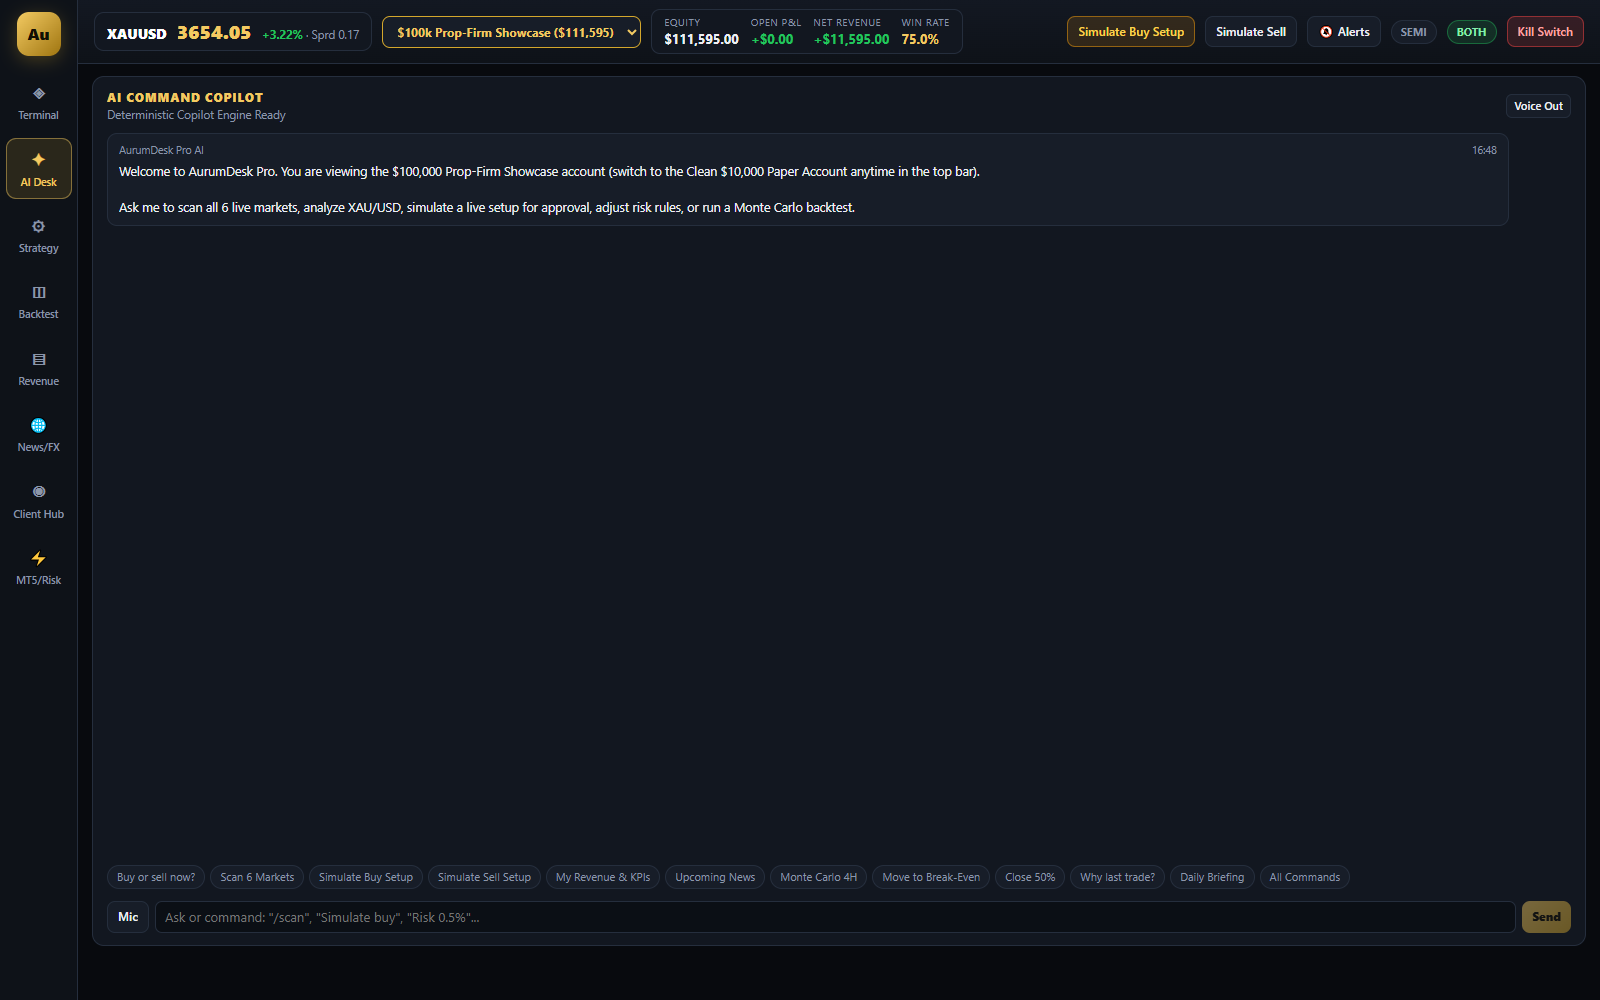 Au
XAUUSD 3654.05 +3.22% · Sprd 0.17
$100k Prop-Firm Showcase ($111,595)
EQUITY OPEN P&L NET REVENUE WIN RATE
$111,595.00 +$0.00 +$11,595.00 75.0%
Simulate Buy Setup
Simulate Sell
Alerts
SEMI
BOTH
Kill Switch
Terminal
AI Desk
Strategy
Backtest
Revenue
News/FX
Client Hub
MT5/Risk
AI COMMAND COPILOT
Deterministic Copilot Engine Ready
Voice Out
AurumDesk Pro AI 16:48
Welcome to AurumDesk Pro. You are viewing the $100,000 Prop-Firm Showcase account (switch to the Clean $10,000 Paper Account anytime in the top bar).
Ask me to scan all 6 live markets, analyze XAU/USD, simulate a live setup for approval, adjust risk rules, or run a Monte Carlo backtest.
Buy or sell now? Scan 6 Markets Simulate Buy Setup Simulate Sell Setup My Revenue & KPIs Upcoming News Monte Carlo 4H Move to Break-Even Close 50% Why last trade? Daily Briefing All Commands
Mic Ask or command: "/scan", "Simulate buy", "Risk 0.5%"... Send